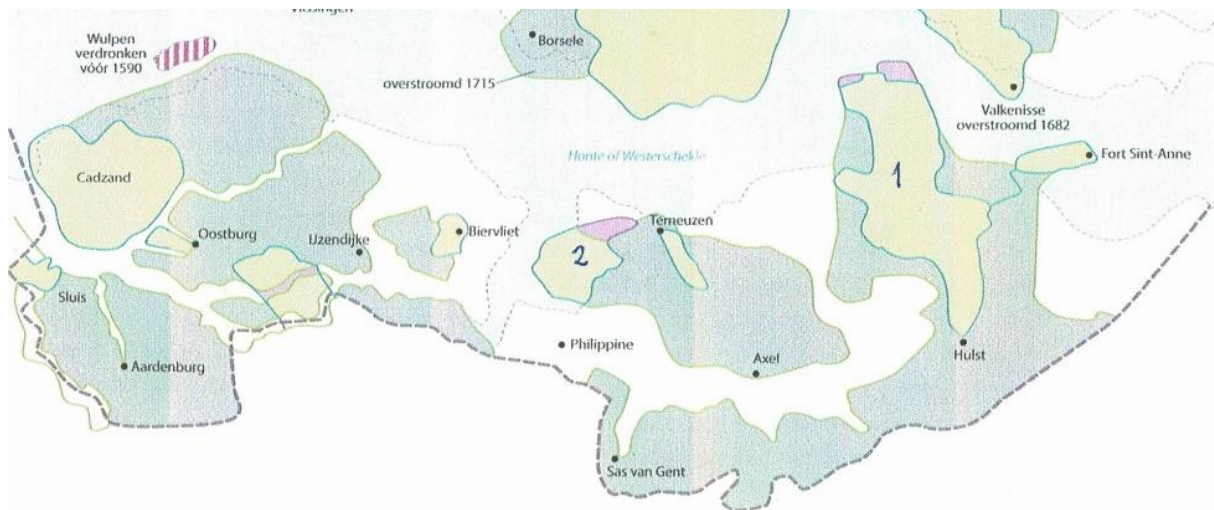 Vlissingen
Wulpen
verdronken
vóór 1590
Borsele
overstroomd 1715
Valkenisse
overstroomd 1682
Fort Sint-Anne
Honte of Westerschelde
Cadzand
1
Oostburg
IJzendijke
Biervliet
Terneuzen
2
Sluis
Aardenburg
Philippine
Axel
Hulst
Sas van Gent